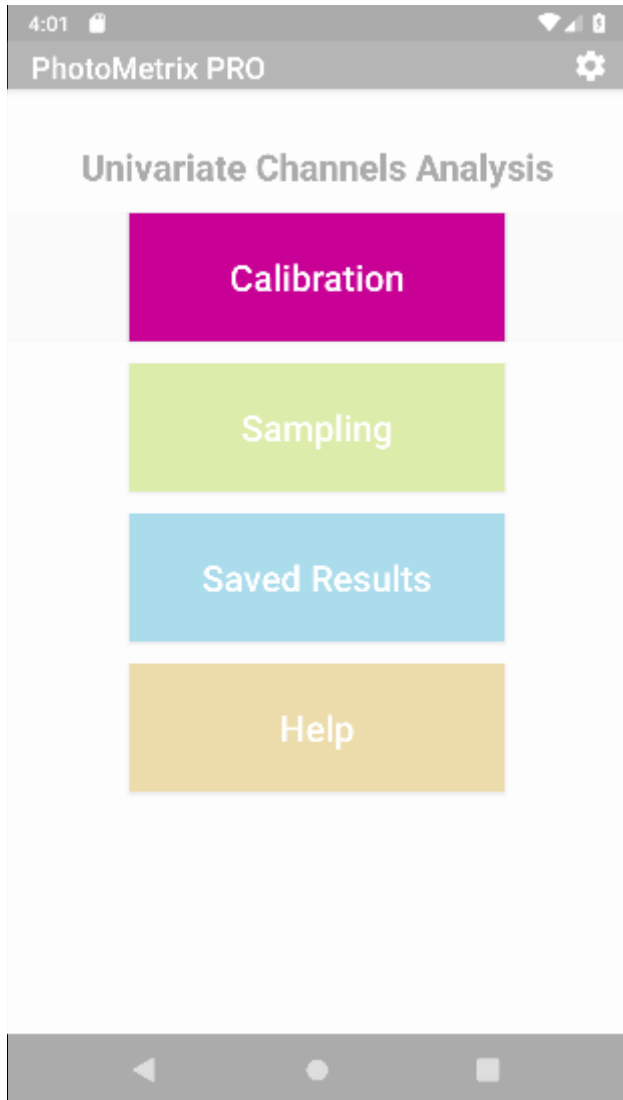 4:01
PhotoMetrix PRO
Univariate Channels Analysis
Calibration
Sampling
Saved Results
Help